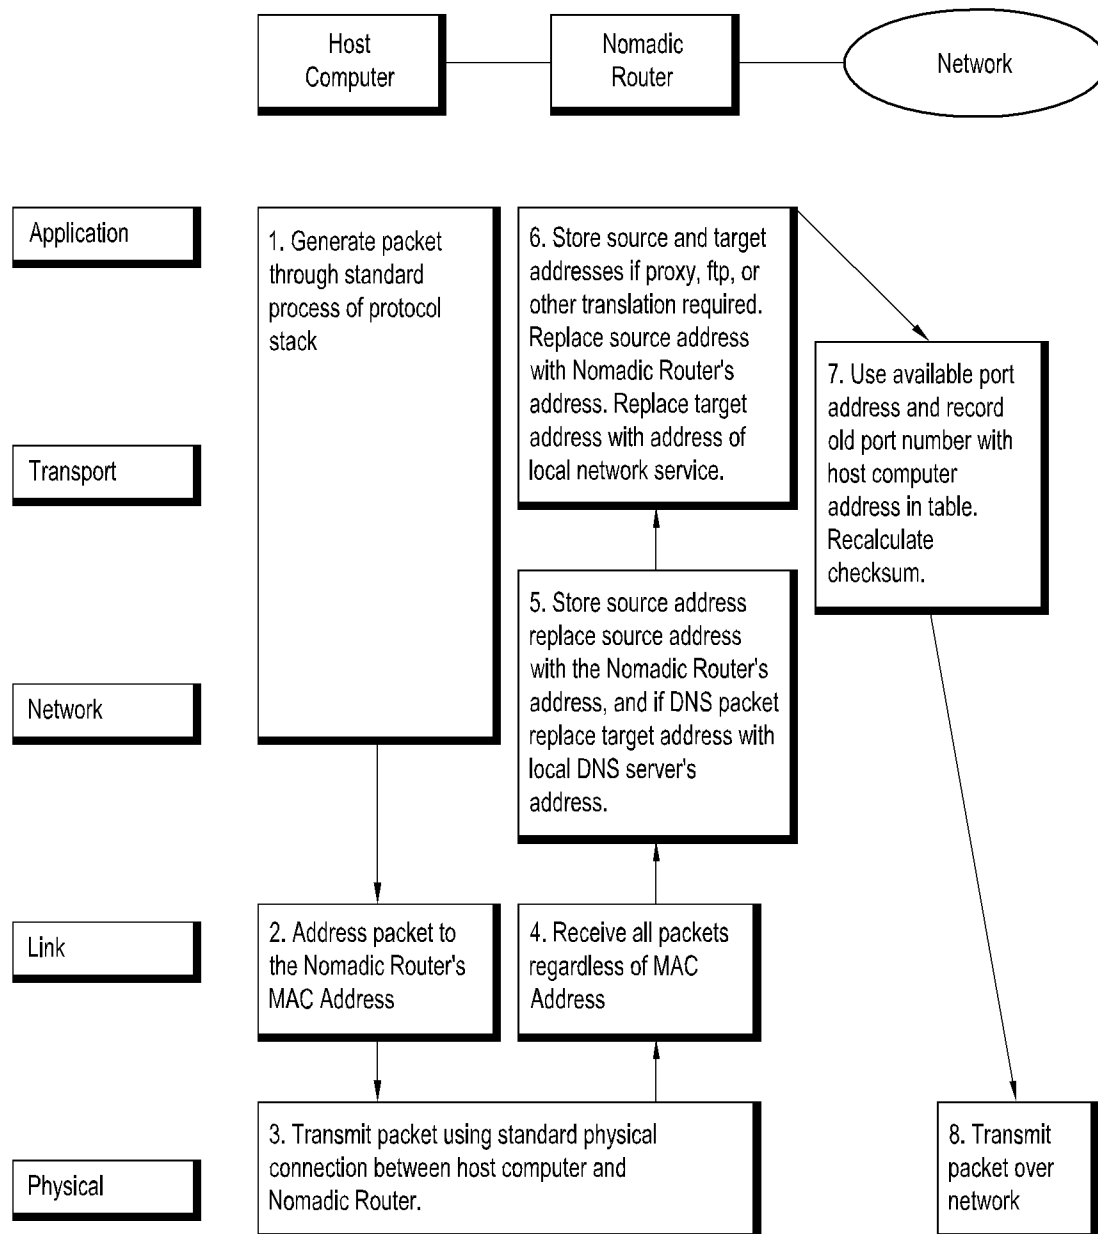 Host
Computer
Nomadic
Router
Network
Application
Transport
Network
Link
Physical
1. Generate packet
through standard
process of protocol
stack
2. Address packet to
the Nomadic Router's
MAC Address
3. Transmit packet using standard physical
connection between host computer and
Nomadic Router.
4. Receive all packets
regardless of MAC
Address
5. Store source address
replace source address
with the Nomadic Router's
address, and if DNS packet
replace target address with
local DNS server's
address.
6. Store source and target
addresses if proxy, ftp, or
other translation required.
Replace source address
with Nomadic Router's
address. Replace target
address with address of
local network service.
7. Use available port
address and record
old port number with
host computer
address in table.
Recalculate
checksum.
8. Transmit
packet over
network